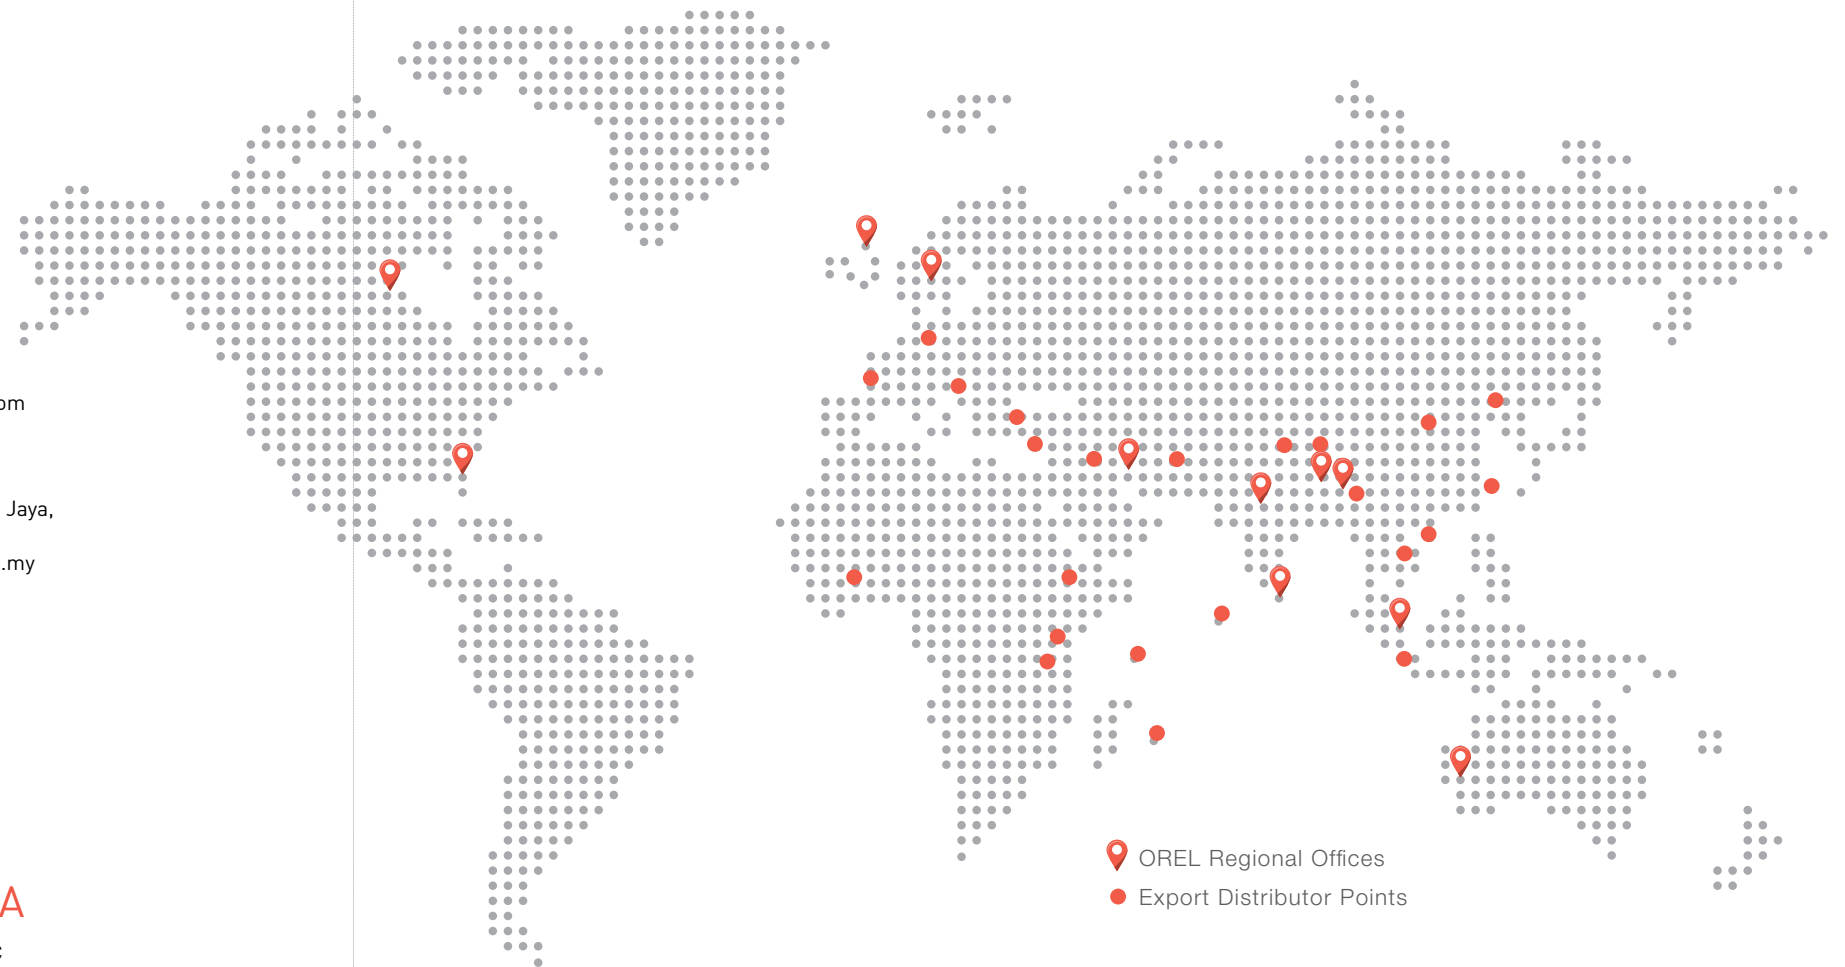 om
Jaya,
.my
A
OREL Regional Offices
Export Distributor Points